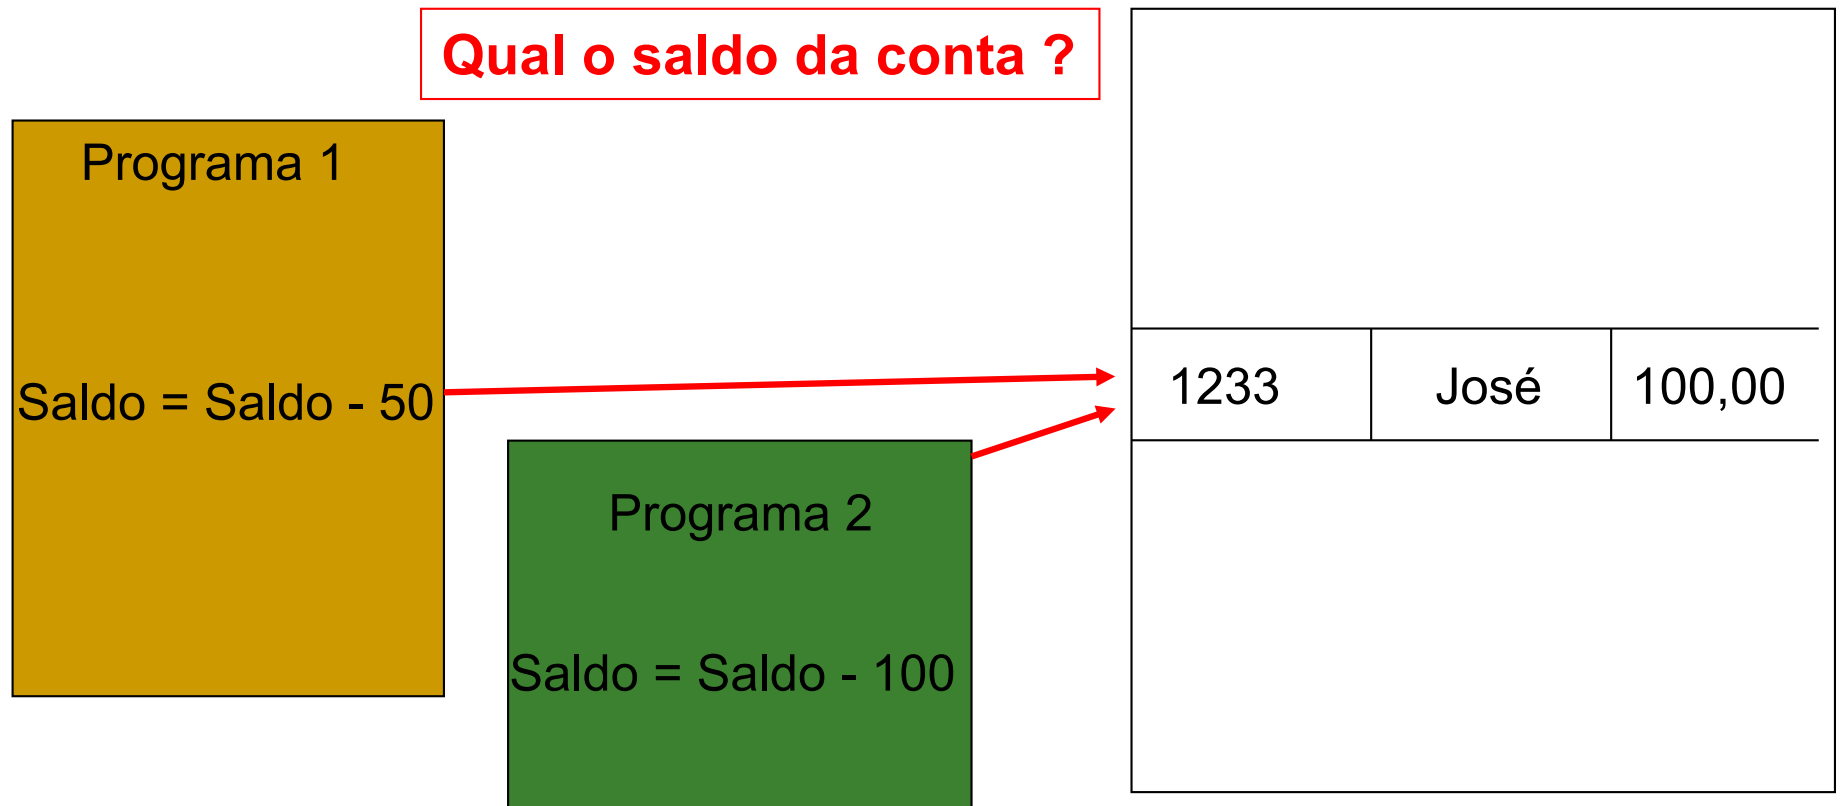 Qual o saldo da conta ?
Programa 1
Saldo = Saldo - 50
Programa 2
Saldo = Saldo - 100
1233 José 100,00